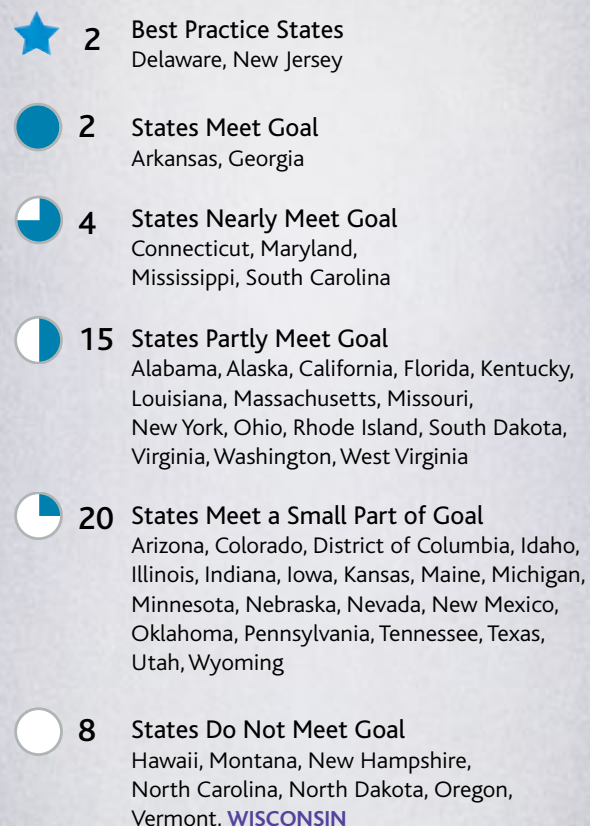 2 Best Practice States
Delaware, New Jersey
2 States Meet Goal
Arkansas, Georgia
4 States Nearly Meet Goal
Connecticut, Maryland,
Mississippi, South Carolina
15 States Partly Meet Goal
Alabama, Alaska, California, Florida, Kentucky,
Louisiana, Massachusetts, Missouri,
New York, Ohio, Rhode Island, South Dakota,
Virginia, Washington, West Virginia
20 States Meet a Small Part of Goal
Arizona, Colorado, District of Columbia, Idaho,
Illinois, Indiana, Iowa, Kansas, Maine, Michigan,
Minnesota, Nebraska, Nevada, New Mexico,
Oklahoma, Pennsylvania, Tennessee, Texas,
Utah, Wyoming
8 States Do Not Meet Goal
Hawaii, Montana, New Hampshire,
North Carolina, North Dakota, Oregon,
Vermont, WISCONSIN